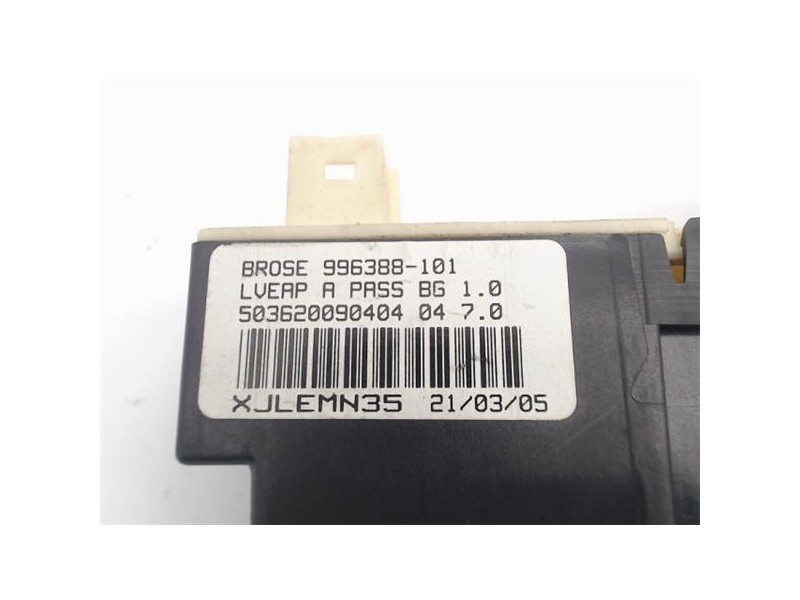 BROSE 996388-101
LVEAP A PASS BG 1.0
503620090404 04 7.0
XJLEMN35 21/03/05